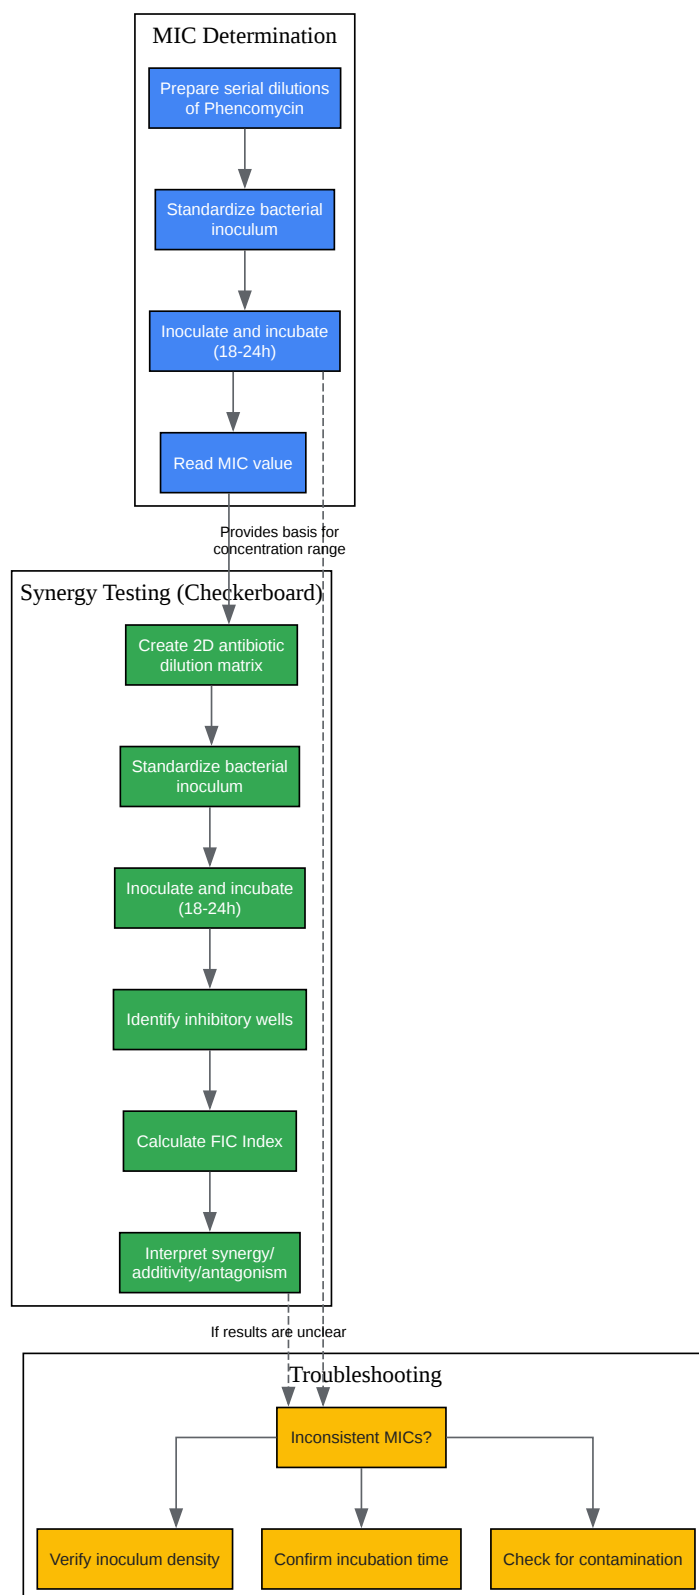 MIC Determination
Prepare serial dilutions
of Phencomycin
Standardize bacterial
inoculum
Inoculate and incubate
(18-24h)
Read MIC value
Provides basis for
concentration range
Synergy Testing (Checkerboard)
Create 2D antibiotic
dilution matrix
Standardize bacterial
inoculum
Inoculate and incubate
(18-24h)
Identify inhibitory wells
Calculate FIC Index
Interpret synergy/
additivity/antagonism
If results are unclear
Troubleshooting
Inconsistent MICs?
Verify inoculum density
Confirm incubation time
Check for contamination